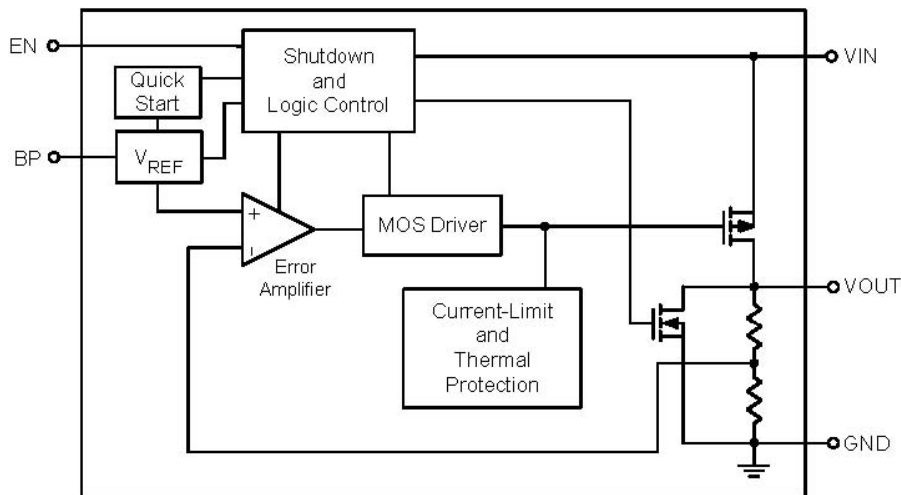 EN
Shutdown
and
Logic Control
VIN
Quick
Start
BP
VREF
+
-
Error
Amplifier
MOS Driver
VOUT
Current-Limit
and
Thermal
Protection
GND